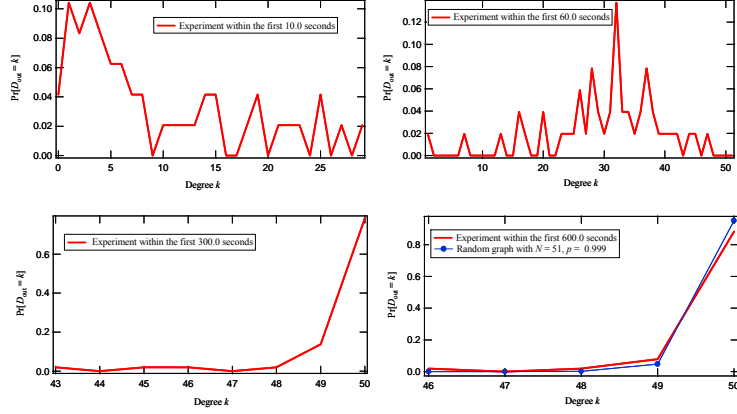 Experiment within the first 10.0 seconds
Pr[D_out = k]
0.10
0.08
0.06
0.04
0.02
0.00
0 5 10 15 20 25
Degree k
Experiment within the first 60.0 seconds
Pr[D_out = k]
0.12
0.10
0.08
0.06
0.04
0.02
0.00
0 10 20 30 40 50
Degree k
Experiment within the first 300.0 seconds
Pr[D_out = k]
0.6
0.4
0.2
0.0
43 44 45 46 47 48 49 50
Degree k
Experiment within the first 600.0 seconds
Random graph with N = 51, p = 0.999
Pr[D_out = k]
0.8
0.6
0.4
0.2
0.0
46 47 48 49 50
Degree k